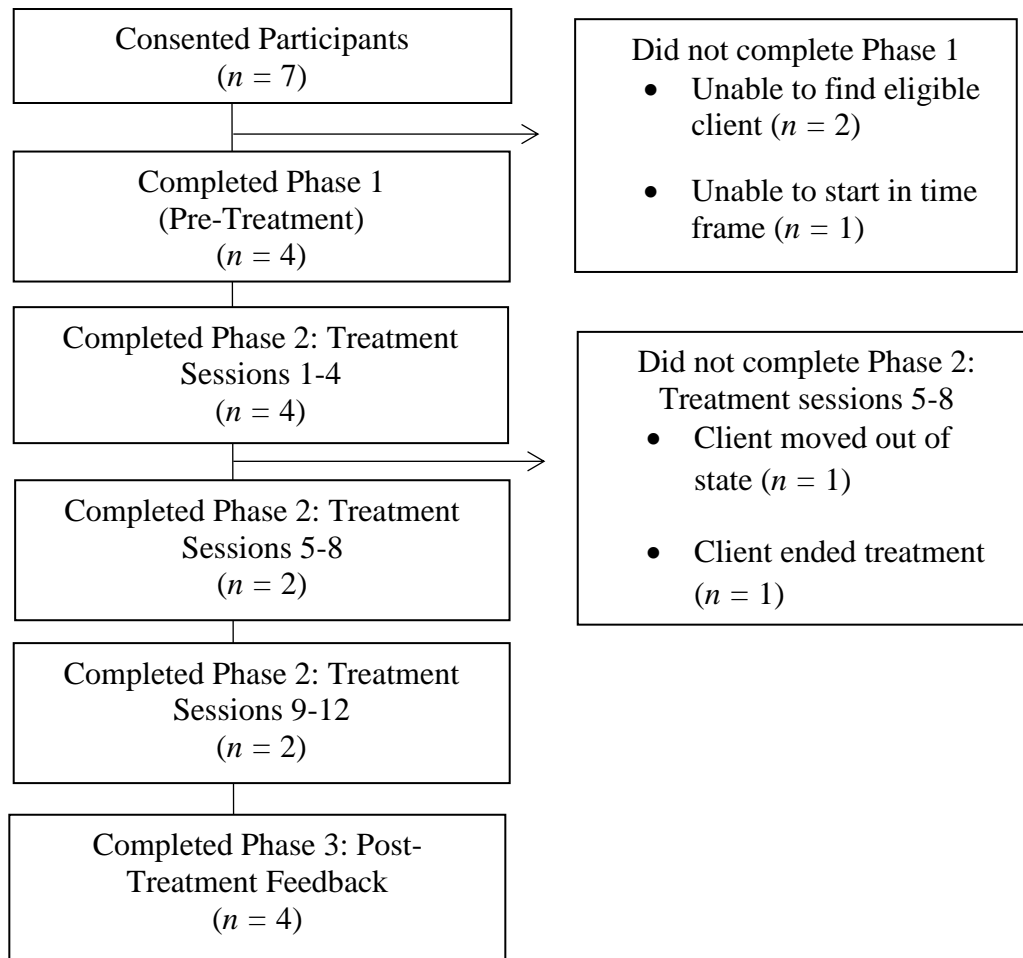 Consented Participants
(n = 7)
Did not complete Phase 1
• Unable to find eligible
client (n = 2)
• Unable to start in time
frame (n = 1)
Completed Phase 1
(Pre-Treatment)
(n = 4)
Completed Phase 2: Treatment
Sessions 1-4
(n = 4)
Did not complete Phase 2:
Treatment sessions 5-8
• Client moved out of
state (n = 1)
• Client ended treatment
(n = 1)
Completed Phase 2: Treatment
Sessions 5-8
(n = 2)
Completed Phase 2: Treatment
Sessions 9-12
(n = 2)
Completed Phase 3: Post-
Treatment Feedback
(n = 4)